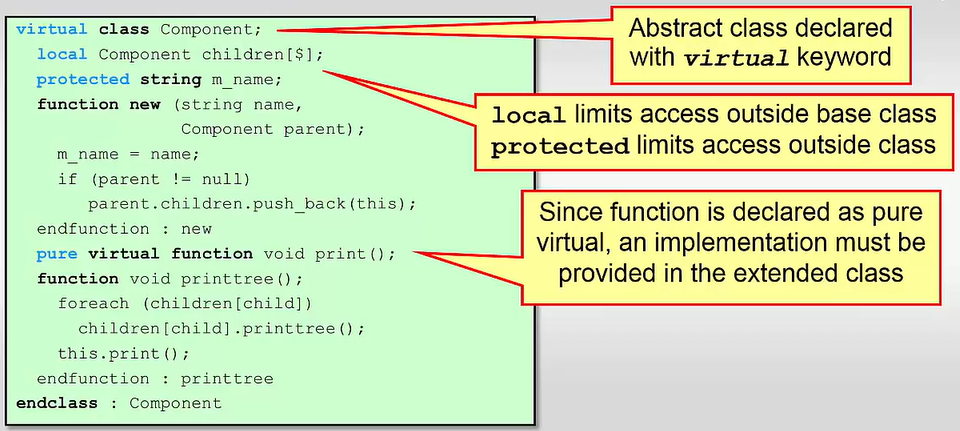 virtual class Component;
local Component children[$];
protected string m_name;
function new (string name,
Component parent);
m_name = name;
if (parent != null)
parent.children.push_back(this);
endfunction : new
pure virtual function void print();
function void printtree();
foreach (children[child])
children[child].printtree();
this.print();
endfunction : printtree
endclass : Component
Abstract class declared
with virtual keyword
local limits access outside base class
protected limits access outside class
Since function is declared as pure
virtual, an implementation must be
provided in the extended class